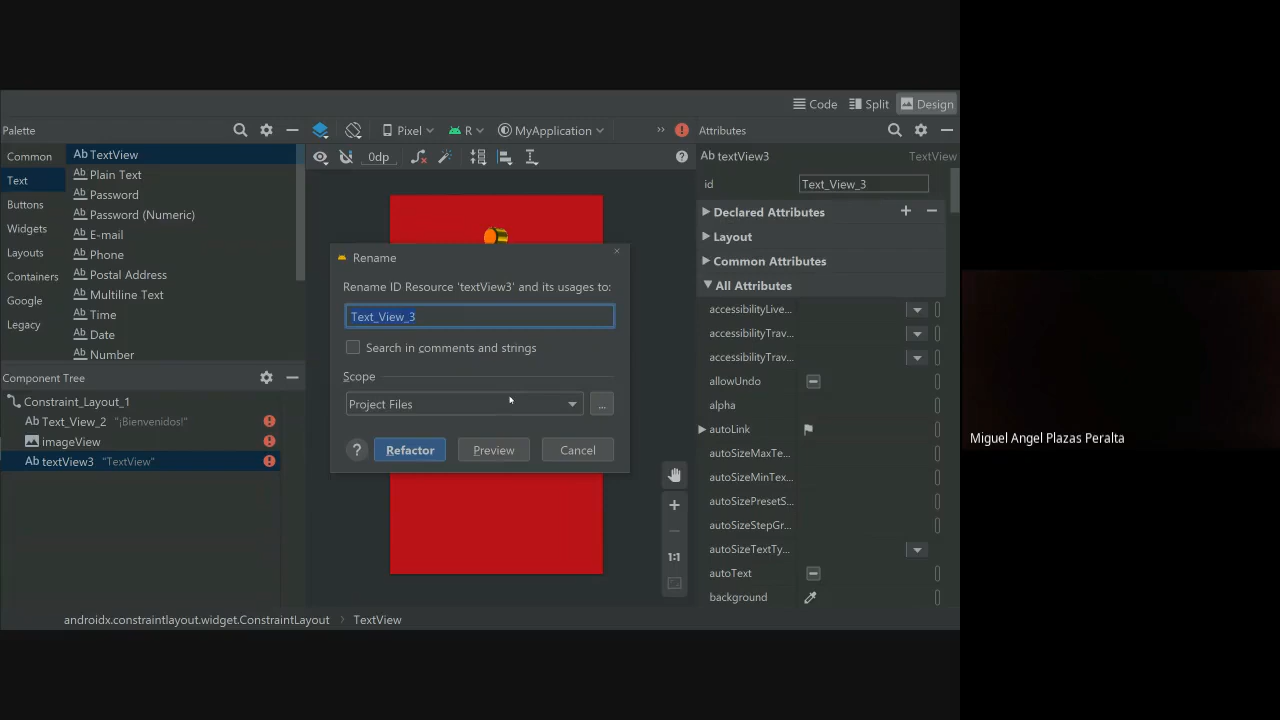 Code Split Design
Palette
Pixel R MyApplication
Attributes
Common
Text
Buttons
Widgets
Layouts
Containers
Google
Legacy
Ab TextView
Ab Plain Text
Ab Password
Ab Password (Numeric)
Ab E-mail
Ab Phone
Ab Postal Address
Ab Multiline Text
Ab Time
Ab Date
Ab Number
0dp
Ab textView3 TextView
id Text_View_3
Declared Attributes
Layout
Common Attributes
All Attributes
accessibilityLive...
accessibilityTrav...
accessibilityTrav...
allowUndo
alpha
autoLink
autoSizeMaxTe...
autoSizeMinTex...
autoSizePresetS...
autoSizeStepGr...
autoSizeTextTy...
autoText
background
Rename
Rename ID Resource 'textView3' and its usages to:
Text_View_3
Search in comments and strings
Scope
Project Files
...
? Refactor Preview Cancel
Component Tree
Constraint_Layout_1
Ab Text_View_2 "¡Bienvenidos!"
imageView
Ab textView3 "TextView"
1:1
androidx.constraintlayout.widget.ConstraintLayout > TextView
Miguel Angel Plazas Peralta